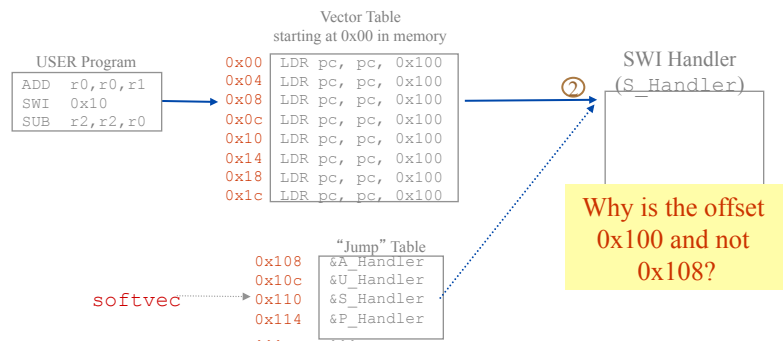 Vector Table
starting at 0x00 in memory
USER Program
ADD r0,r0,r1
SWI 0x10
SUB r2,r2,r0
0x00 LDR pc, pc, 0x100
0x04 LDR pc, pc, 0x100
0x08 LDR pc, pc, 0x100
0x0c LDR pc, pc, 0x100
0x10 LDR pc, pc, 0x100
0x14 LDR pc, pc, 0x100
0x18 LDR pc, pc, 0x100
0x1c LDR pc, pc, 0x100
2
SWI Handler
(S_Handler)
Why is the offset
0x100 and not
0x108?
“Jump” Table
0x108 &A_Handler
0x10c &U_Handler
0x110 &S_Handler
0x114 &P_Handler
softvec